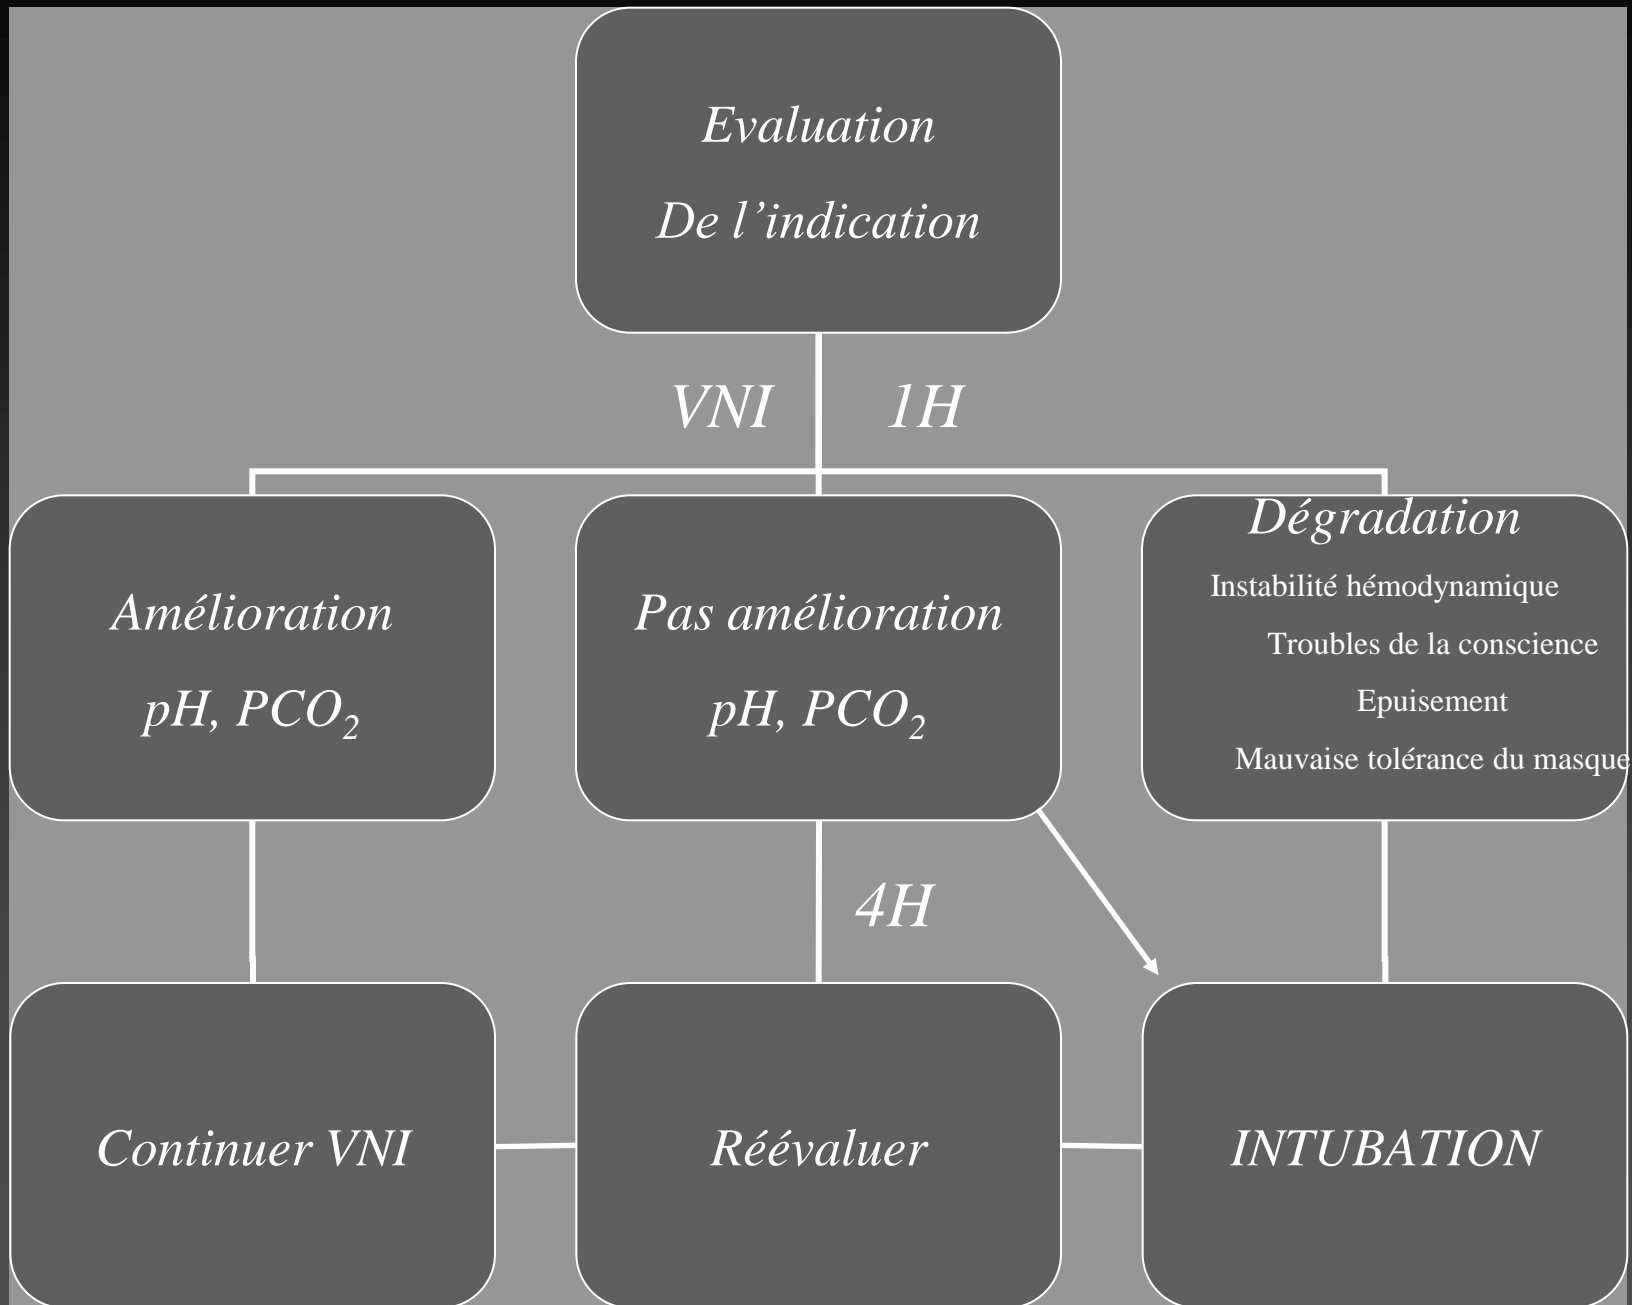 Evaluation
De l’indication
VNI 1H
Amélioration
pH, PCO₂
Pas amélioration
pH, PCO₂
Dégradation
Instabilité hémodynamique
Troubles de la conscience
Epuisement
Mauvaise tolérance du masque
4H
Continuer VNI
Réévaluer
INTUBATION